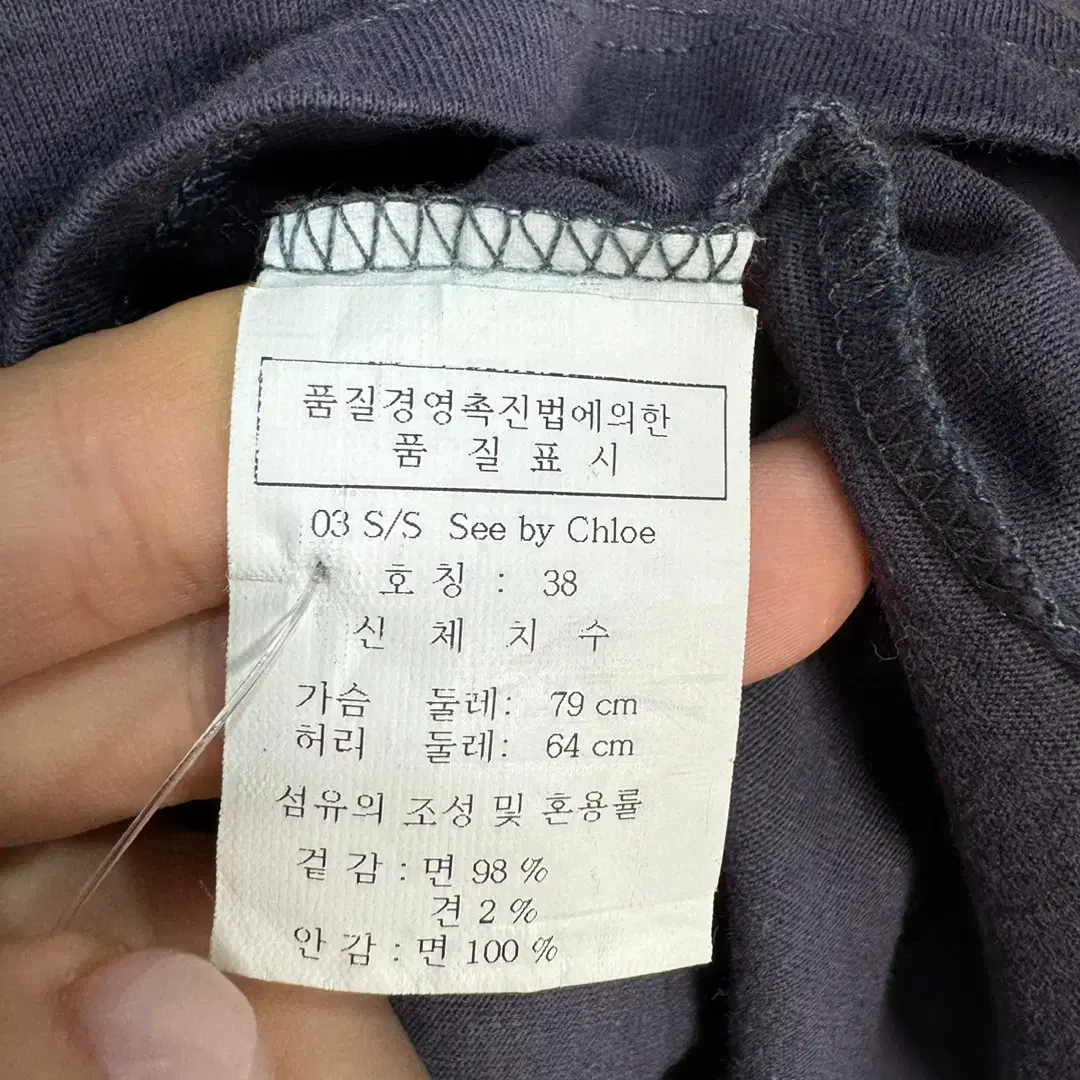 품질경영촉진법에의한
품 질 표 시
03 S/S See by Chloe
호 칭 : 38
신 체 치 수
가슴 둘레: 79 cm
허리 둘레: 64 cm
섬유의 조성 및 혼용률
겉 감 : 면 98 %
견 2 %
안 감 : 면 100 %